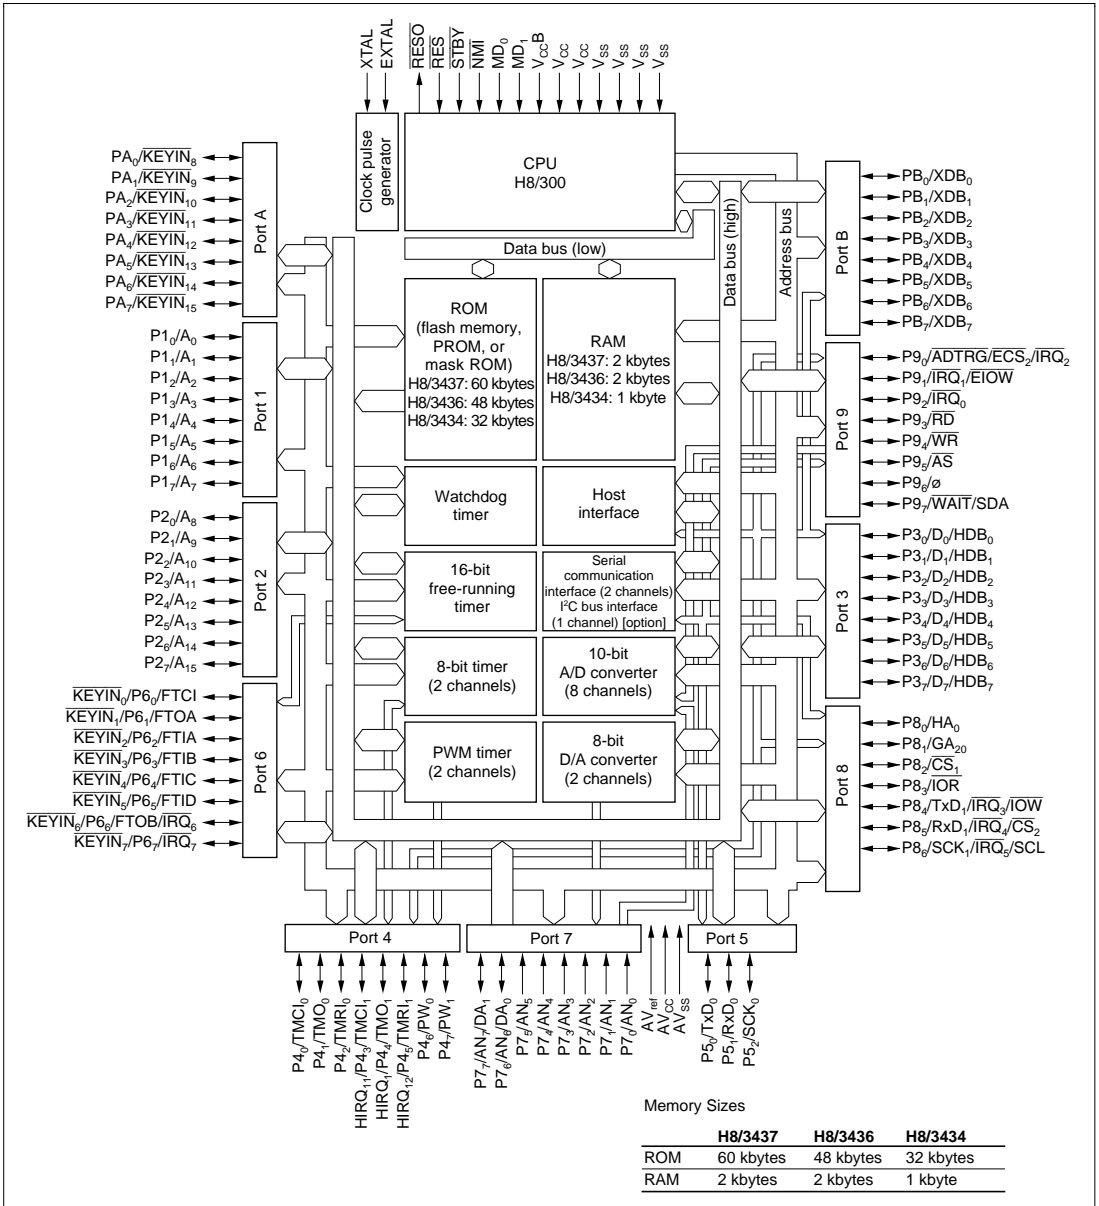 XTAL
EXTAL
RESO
RES
STBY
NMI
MD0
MD1
VCCB
VCC
VCC
VSS
VSS
VSS
VSS
Clock pulse
generator
CPU
H8/300
Data bus (low)
Data bus (high)
Address bus
PA0/KEYIN8
PA1/KEYIN9
PA2/KEYIN10
PA3/KEYIN11
PA4/KEYIN12
PA5/KEYIN13
PA6/KEYIN14
PA7/KEYIN15
Port A
P10/A0
P11/A1
P12/A2
P13/A3
P14/A4
P15/A5
P16/A6
P17/A7
Port 1
P20/A8
P21/A9
P22/A10
P23/A11
P24/A12
P25/A13
P26/A14
P27/A15
Port 2
KEYIN0/P60/FTCI
KEYIN1/P61/FTOA
KEYIN2/P62/FTIA
KEYIN3/P63/FTIB
KEYIN4/P64/FTIC
KEYIN5/P65/FTID
KEYIN6/P66/FTOB/IRQ6
KEYIN7/P67/IRQ7
Port 6
ROM
(flash memory,
PROM, or
mask ROM)
H8/3437: 60 kbytes
H8/3436: 48 kbytes
H8/3434: 32 kbytes
RAM
H8/3437: 2 kbytes
H8/3436: 2 kbytes
H8/3434: 1 kbyte
Watchdog
timer
Host
interface
16-bit
free-running
timer
Serial
communication
interface (2 channels)
I2C bus interface
(1 channel) [option]
8-bit timer
(2 channels)
10-bit
A/D converter
(8 channels)
PWM timer
(2 channels)
8-bit
D/A converter
(2 channels)
Port B
PB0/XDB0
PB1/XDB1
PB2/XDB2
PB3/XDB3
PB4/XDB4
PB5/XDB5
PB6/XDB6
PB7/XDB7
Port 9
P90/ADTRG/ECS2/IRQ2
P91/IRQ1/EIOW
P92/IRQ0
P93/RD
P94/WR
P95/AS
P96/ø
P97/WAIT/SDA
Port 3
P30/D0/HDB0
P31/D1/HDB1
P32/D2/HDB2
P33/D3/HDB3
P34/D4/HDB4
P35/D5/HDB5
P36/D6/HDB6
P37/D7/HDB7
Port 8
P80/HA0
P81/GA20
P82/CS1
P83/IOR
P84/TxD1/IRQ3/IOW
P85/RxD1/IRQ4/CS2
P86/SCK1/IRQ5/SCL
Port 4
Port 7
Port 5
P40/TMCI0
P41/TMO0
P42/TMRI0
HIRQ11/P43/TMCI1
HIRQ1/P44/TMO1
HIRQ12/P45/TMRI1
P46/PW0
P47/PW1
P77/AN7/DA1
P76/AN6/DA0
P75/AN5
P74/AN4
P73/AN3
P72/AN2
P71/AN1
P70/AN0
AVref
AVCC
AVSS
P50/TxD0
P51/RxD0
P52/SCK0
Memory Sizes
H8/3437 H8/3436 H8/3434
ROM 60 kbytes 48 kbytes 32 kbytes
RAM 2 kbytes 2 kbytes 1 kbyte